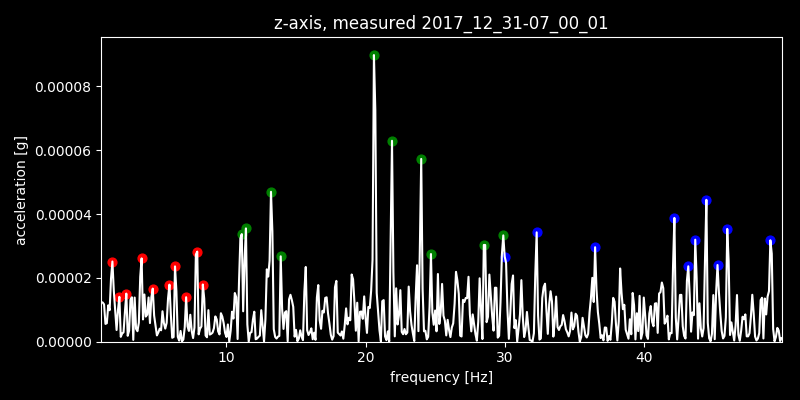 z-axis, measured 2017_12_31-07_00_01
0.00008
0.00006
0.00004
0.00002
0.00000
acceleration [g]
10 20 30 40
frequency [Hz]